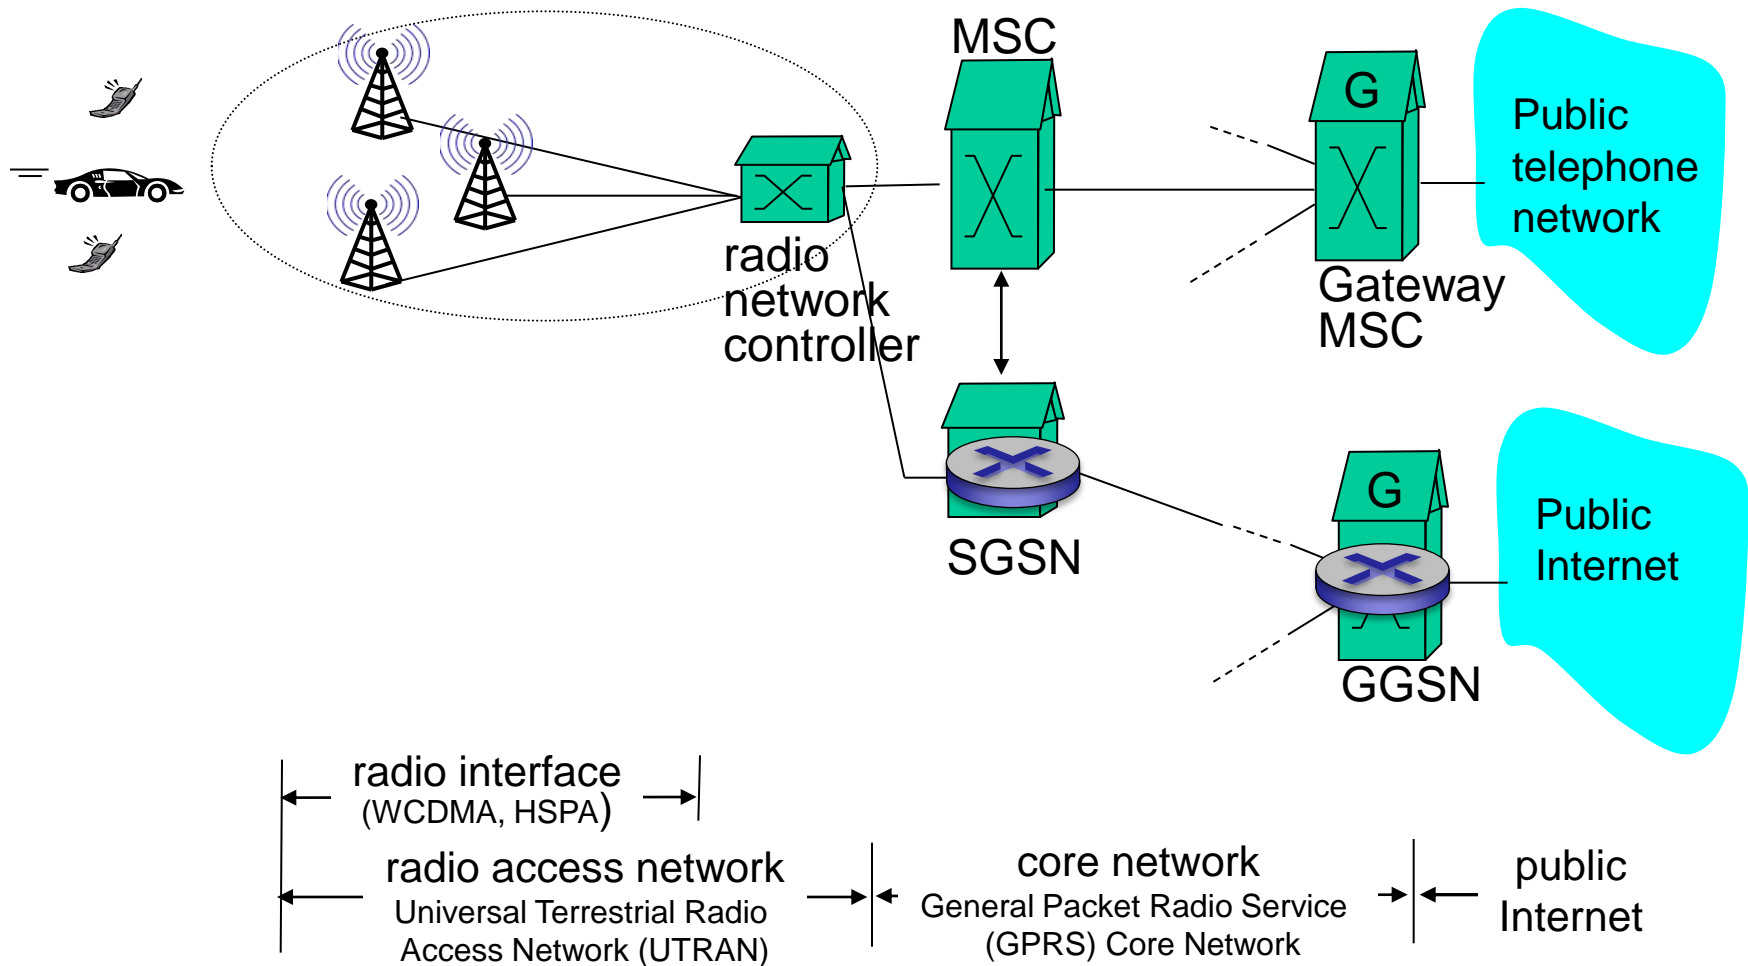 MSC
G
Public
telephone
network
radio
network
controller
Gateway
MSC
SGSN
G
Public
Internet
GGSN
radio interface
(WCDMA, HSPA)
radio access network
Universal Terrestrial Radio
Access Network (UTRAN)
core network
General Packet Radio Service
(GPRS) Core Network
public
Internet